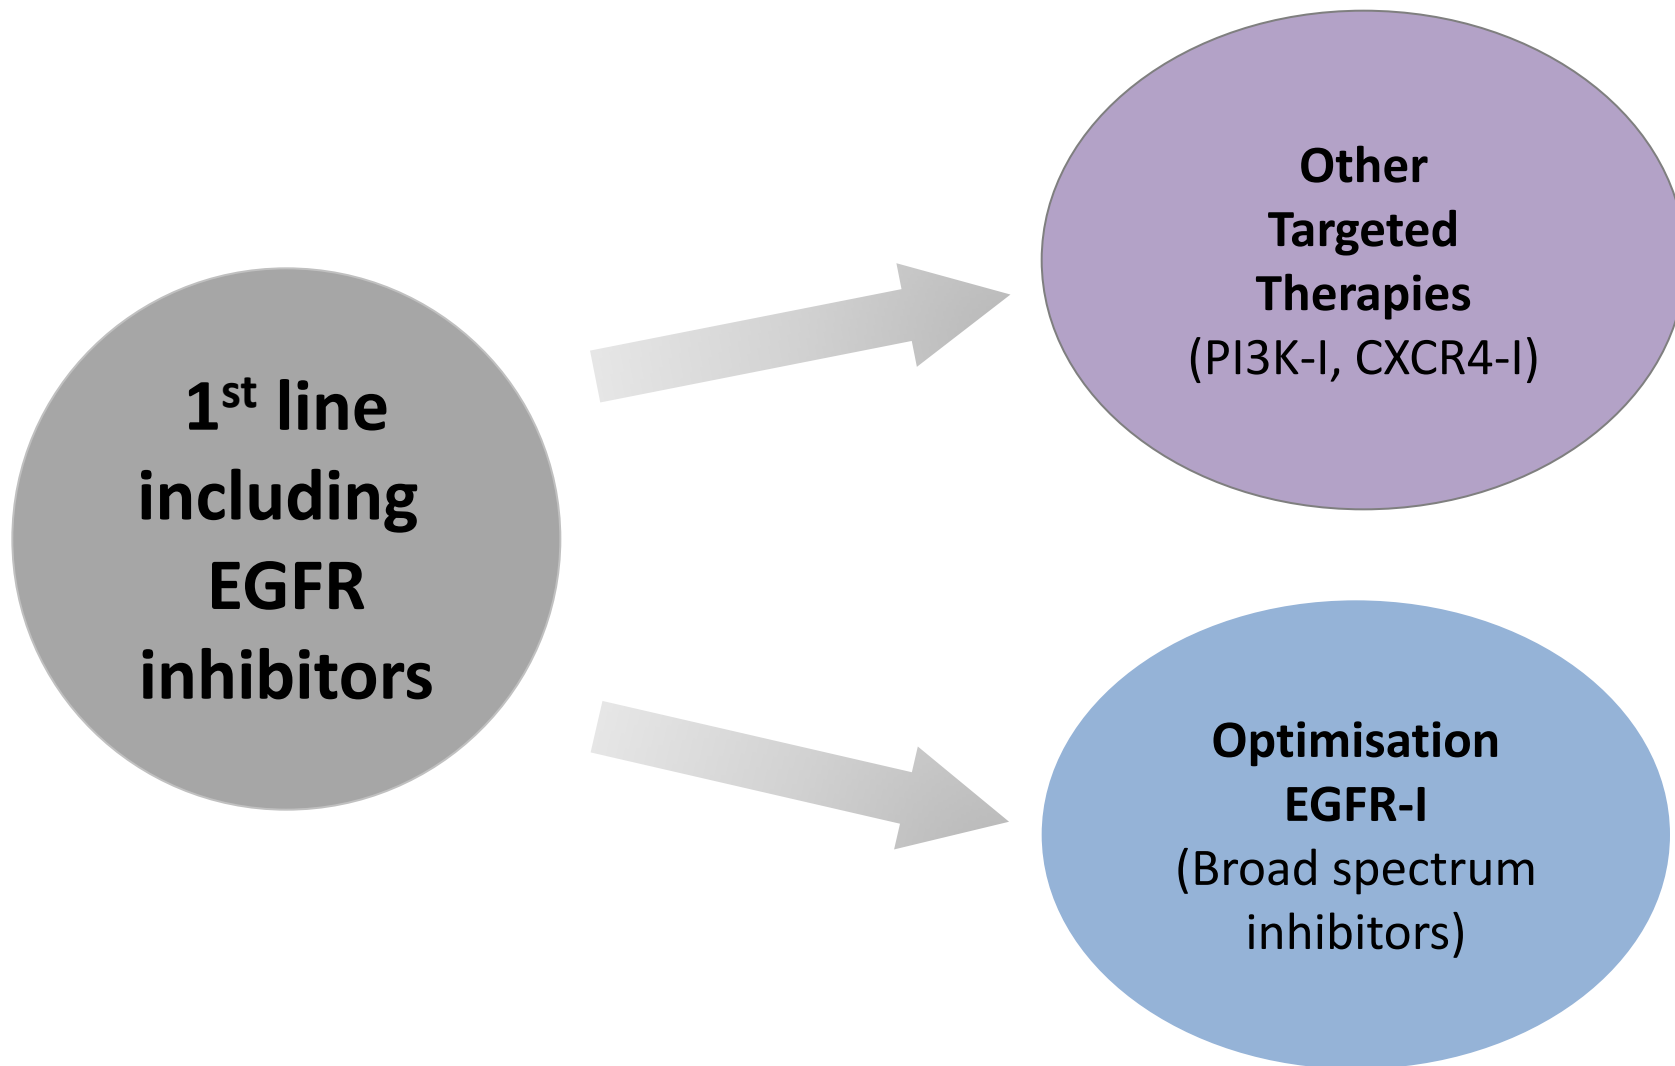 1st line
including
EGFR
inhibitors
Other
Targeted
Therapies
(PI3K-I, CXCR4-I)
Optimisation
EGFR-I
(Broad spectrum
inhibitors)